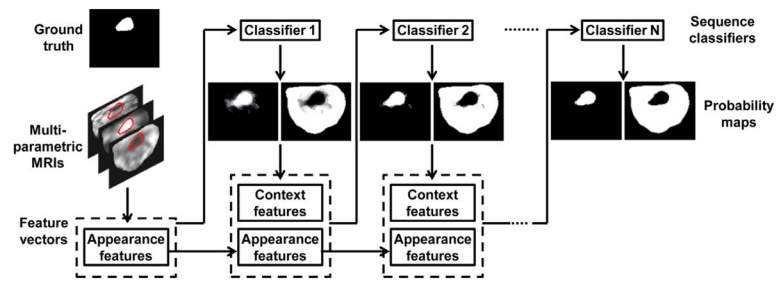 Ground
truth
Classifier 1
Classifier 2
Classifier N
Sequence
classifiers
Multi-
parametric
MRIs
Probability
maps
Feature
vectors
Appearance
features
Context
features
Appearance
features
Context
features
Appearance
features